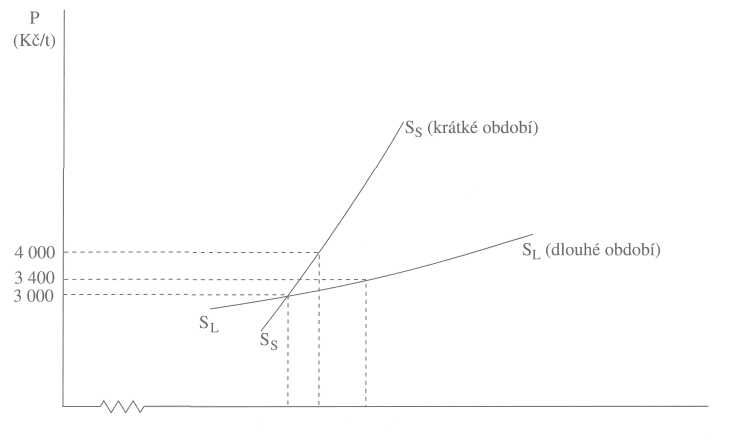 P
(Kč/t)
S_S (krátké období)
4 000
S_L (dlouhé období)
3 400
3 000
S_L
S_S